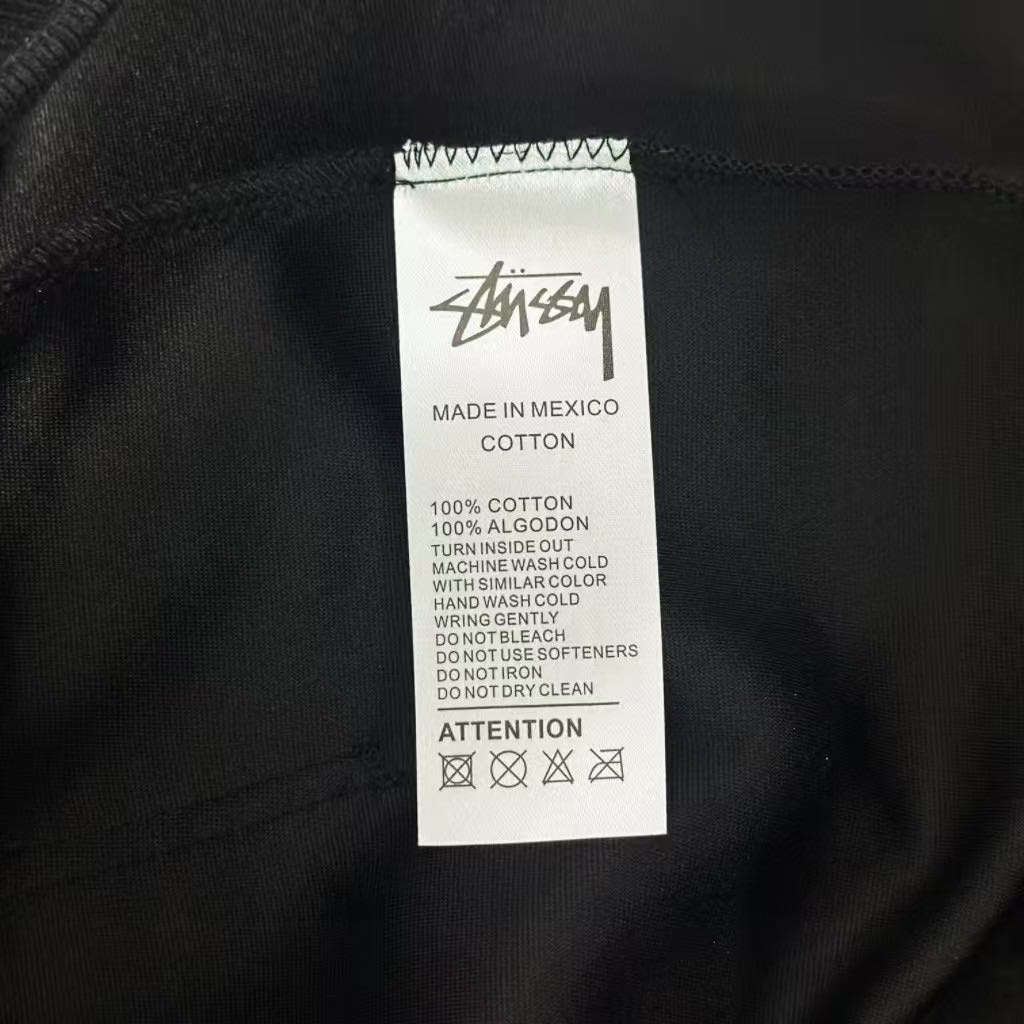 Stüssy
MADE IN MEXICO
COTTON
100% COTTON
100% ALGODON
TURN INSIDE OUT
MACHINE WASH COLD
WITH SIMILAR COLOR
HAND WASH COLD
WRING GENTLY
DO NOT BLEACH
DO NOT USE SOFTENERS
DO NOT IRON
DO NOT DRY CLEAN
ATTENTION